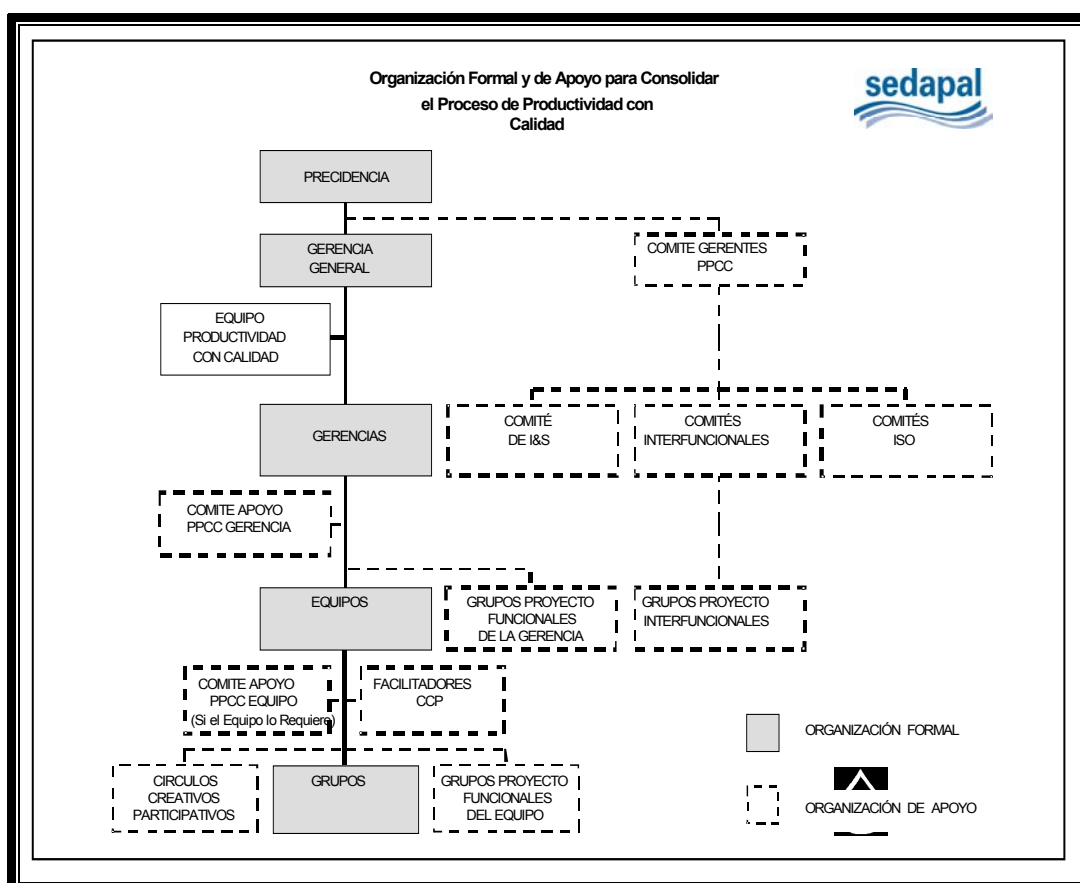 Organización Formal y de Apoyo para Consolidar
el Proceso de Productividad con
Calidad
sedapal
PRECIDENCIA
GERENCIA
GENERAL
COMITE GERENTES
PPCC
EQUIPO
PRODUCTIVIDAD
CON CALIDAD
GERENCIAS
COMITÉ
DE I&S
COMITÉS
INTERFUNCIONALES
COMITÉS
ISO
COMITE APOYO
PPCC GERENCIA
EQUIPOS
GRUPOS PROYECTO
FUNCIONALES
DE LA GERENCIA
GRUPOS PROYECTO
INTERFUNCIONALES
COMITE APOYO
PPCC EQUIPO
(Si el Equipo lo Requiere)
FACILITADORES
CCP
CIRCULOS
CREATIVOS
PARTICIPATIVOS
GRUPOS
GRUPOS PROYECTO
FUNCIONALES
DEL EQUIPO
ORGANIZACIÓN FORMAL
ORGANIZACIÓN DE APOYO